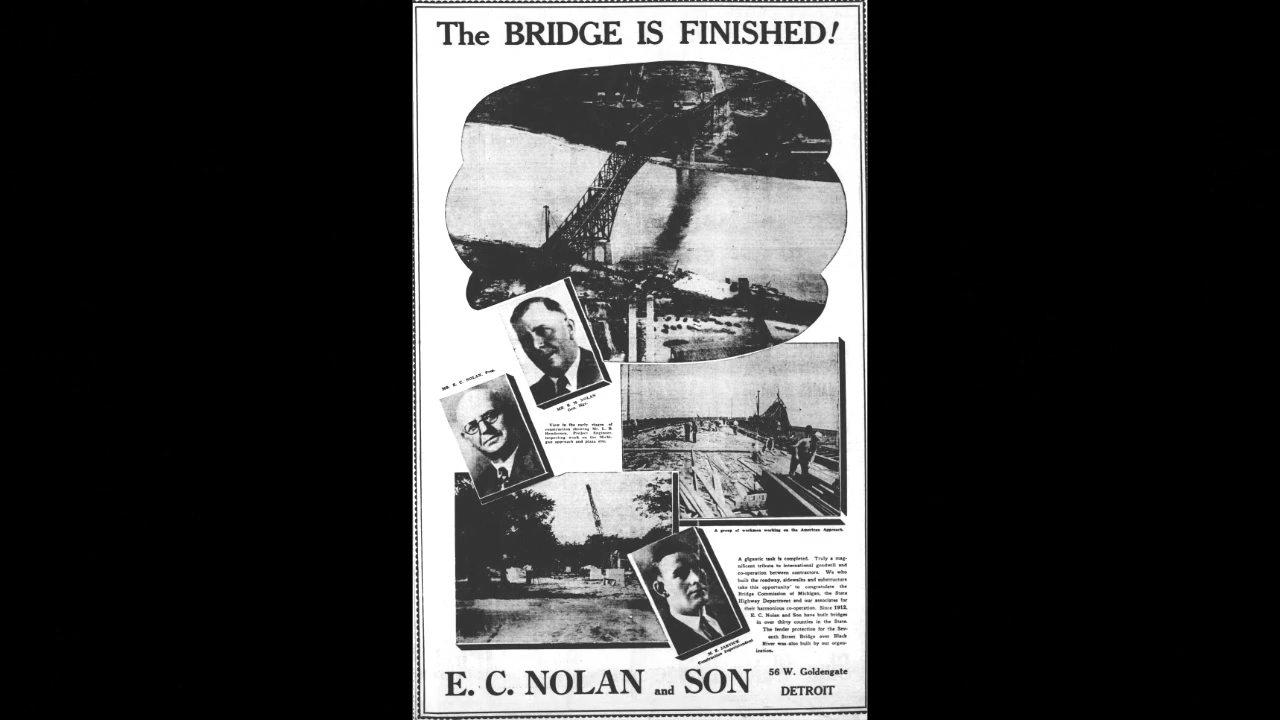 The BRIDGE IS FINISHED!
MR. E. C. NOLAN, Pres.
MR. S. H. NOLAN
Gen. Mgr.
View in the early stages of
construction showing Mr. L. B.
Henderson, Project Engineer,
inspecting work on the Michi-
gan approach and plaza site.
A group of workmen working on the American Approach.
A gigantic task is completed. Truly a mag-
nificent tribute to international goodwill and
co-operation between contractors. We who
built the roadway, sidewalks and substructure
take this opportunity to congratulate the
Bridge Commission of Michigan, the State
Highway Department and our associates for
their harmonious co-operation. Since 1912,
E. C. Nolan and Son have built bridges
in over thirty counties in the State.
The fender protection for the Sev-
enth Street Bridge over Black
River was also built by our organ-
ization.
Construction Superintendent
E. C. NOLAN and SON
56 W. Goldengate
DETROIT